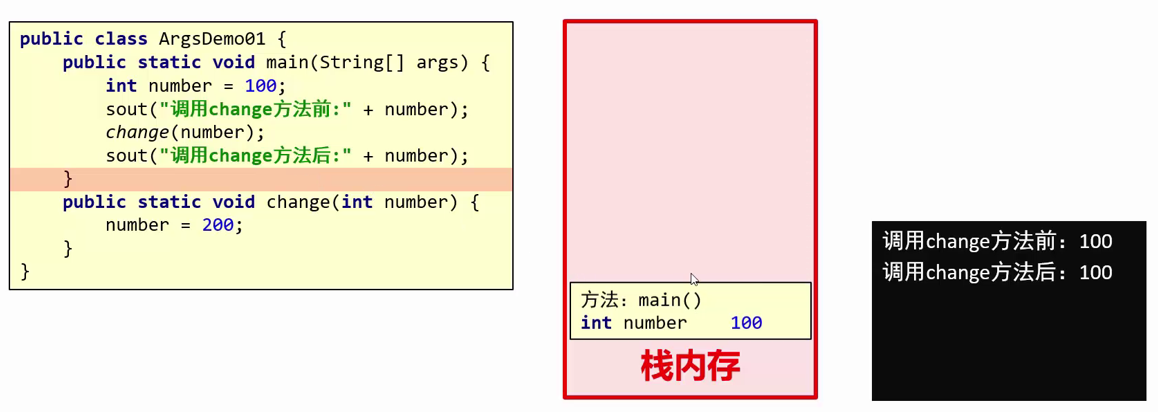 public class ArgsDemo01 {
    public static void main(String[] args) {
        int number = 100;
        sout("调用change方法前:" + number);
        change(number);
        sout("调用change方法后:" + number);
    }
    public static void change(int number) {
        number = 200;
    }
}
方法：main()
int number    100
栈内存
调用change方法前：100
调用change方法后：100